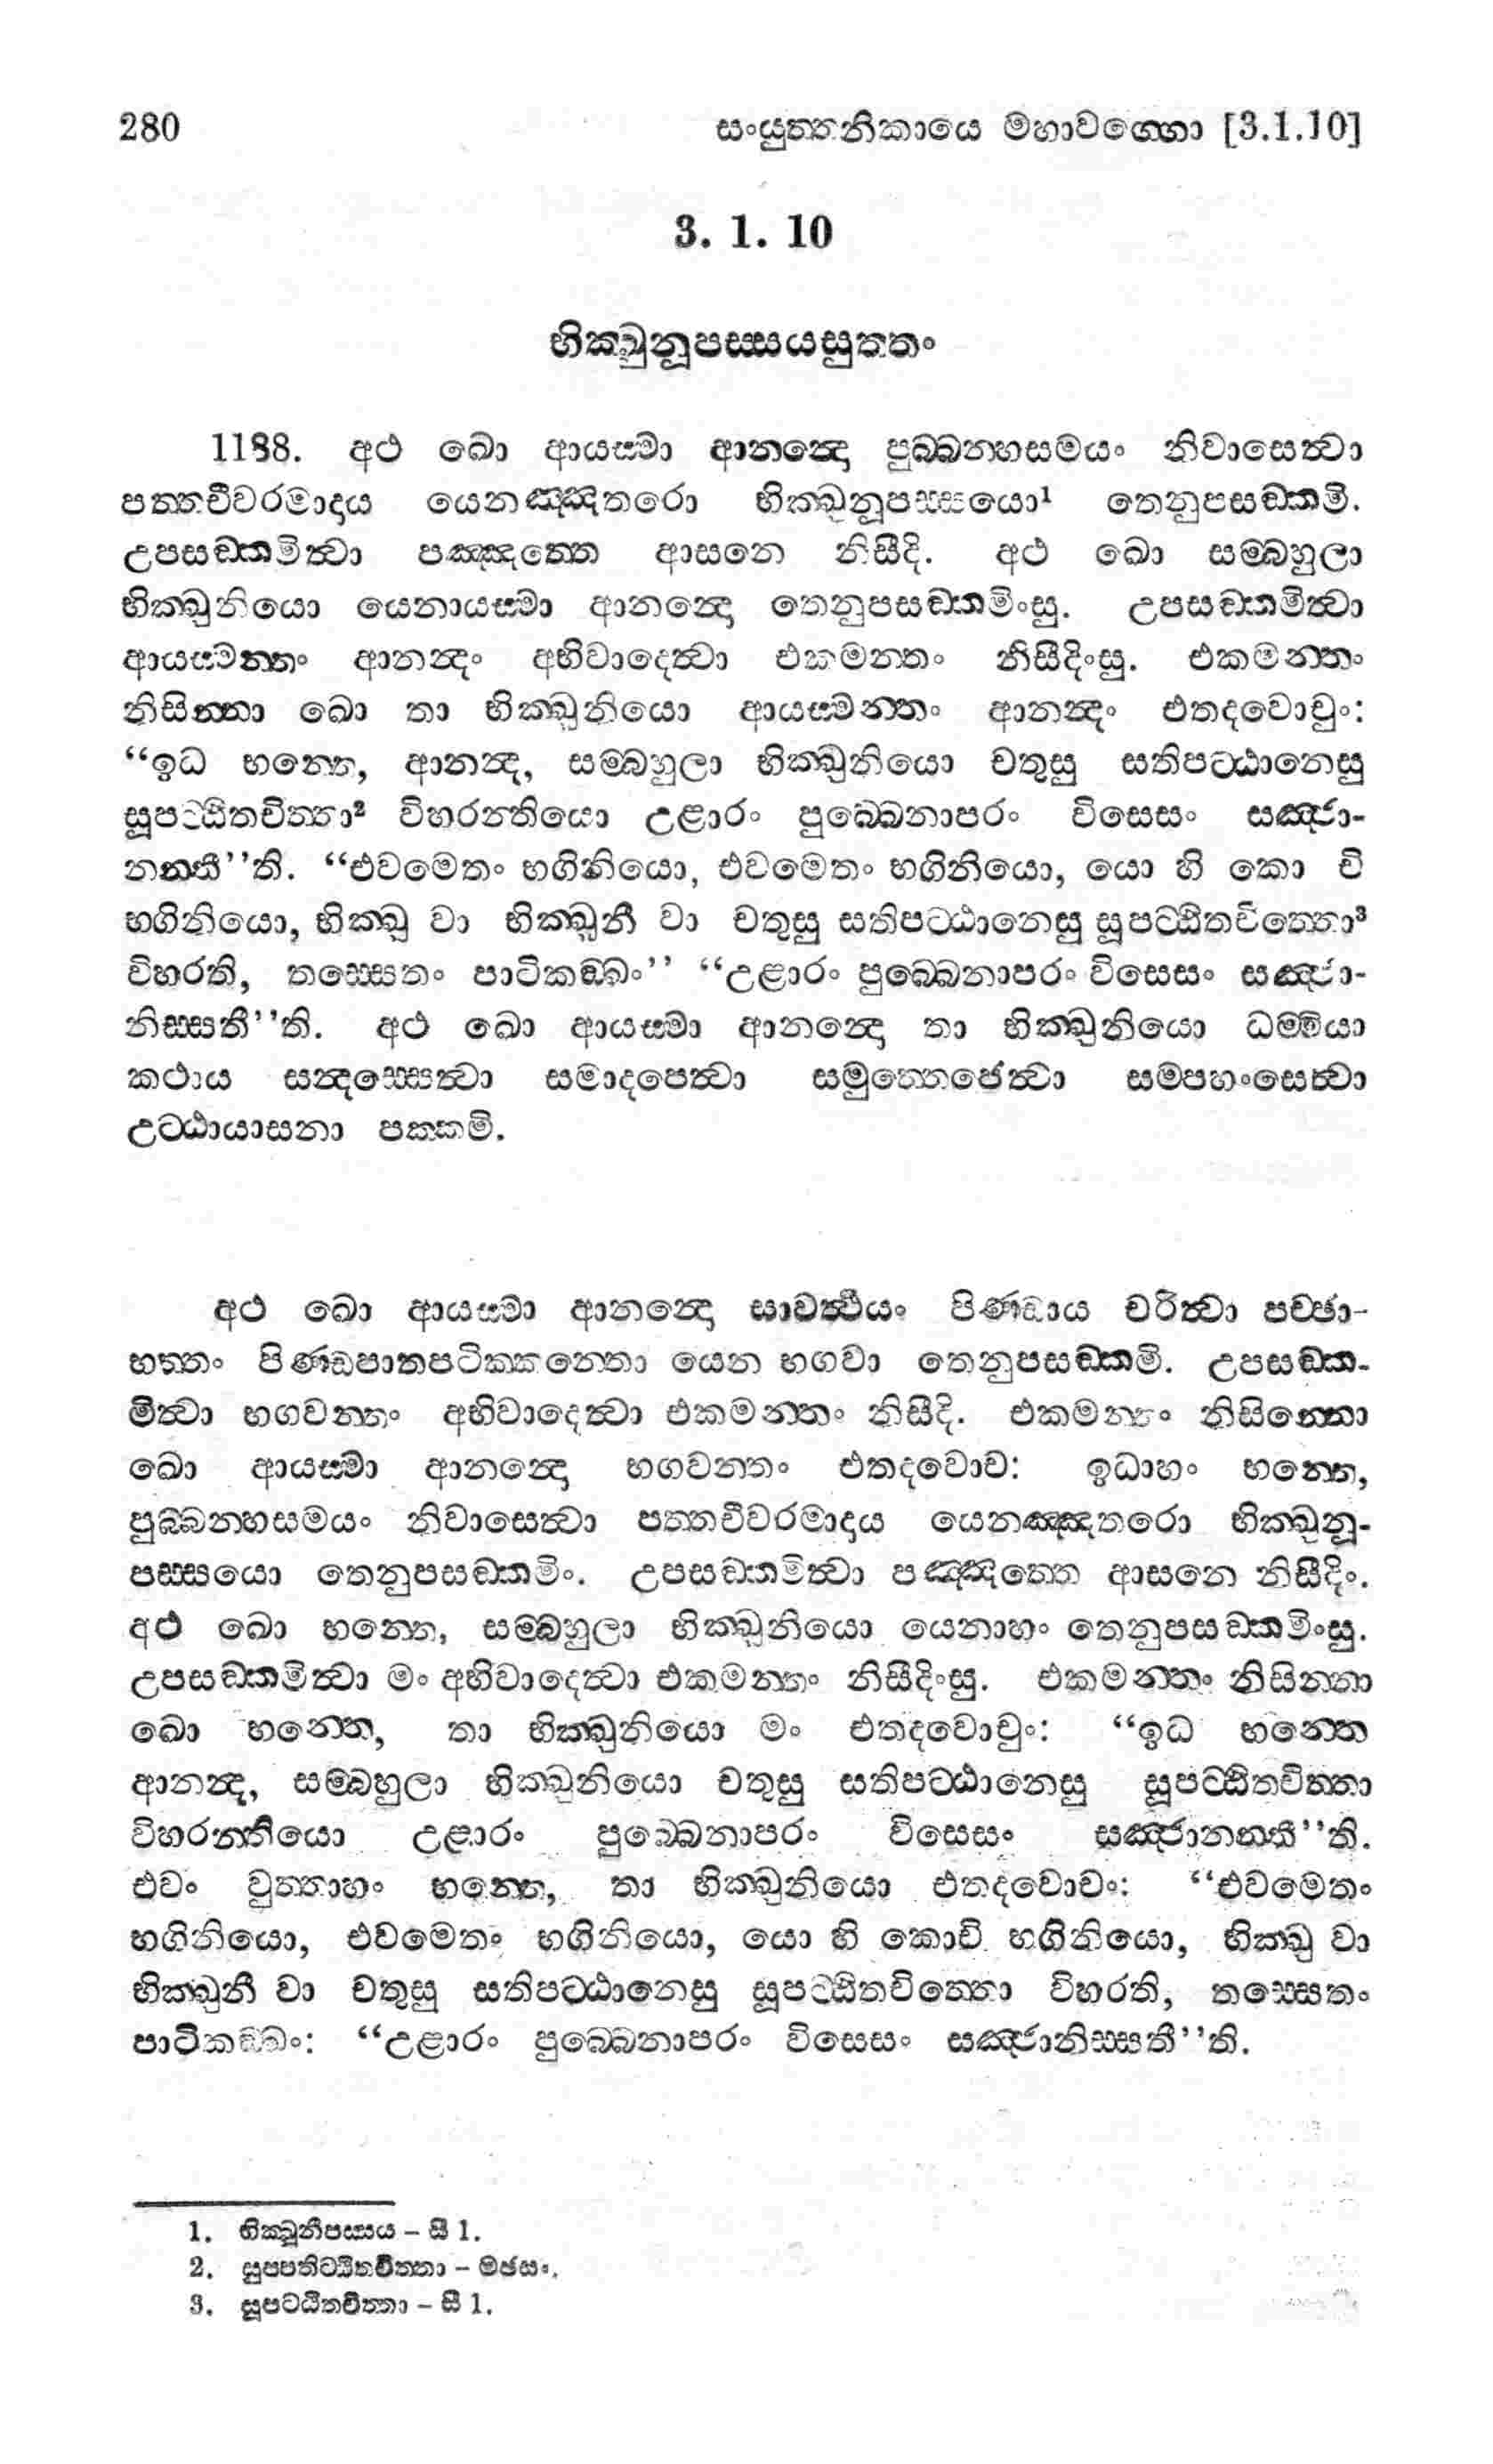 280 සංයුත්තනිකායෙ මහාවග්ගො [3.1.10]
3. 1. 10
භික්ඛුනූපස්සයසුත්තං
1188. අථ ඛො ආයස්මා ආනන්දො පුබ්බන්හසමයං නිවාසෙත්වා
පත්තචීවරමාදාය යෙනඤ්ඤතරො භික්ඛුනූපස්සයො¹ තෙනුපසඞ්කමි.
උපසඞ්කමිත්වා පඤ්ඤත්තෙ ආසනෙ නිසීදි. අථ ඛො සම්බහුලා
භික්ඛුනියො යෙනායස්මා ආනන්දො තෙනුපසඞ්කමිංසු. උපසඞ්කමිත්වා
ආයස්මන්තං ආනන්දං අභිවාදෙත්වා එකමන්තං නිසීදිංසු. එකමන්තං
නිසින්නා ඛො තා භික්ඛුනියො ආයස්මන්තං ආනන්දං එතදවොචුං:
“ඉධ භන්තෙ, ආනන්ද, සම්බහුලා භික්ඛුනියො චතුසු සතිපට්ඨානෙසු
සූපට්ඨිතචිත්තා² විහරන්තියො උළාරං පුබ්බෙනාපරං විසෙසං සඤ්ජා-
නන්තී’’ති. “එවමෙතං භගිනියො, එවමෙතං භගිනියො, යො හි කො චි
භගිනියො, භික්ඛු වා භික්ඛුනී වා චතුසු සතිපට්ඨානෙසු සූපට්ඨිතචිත්තො³
විහරති, තස්සෙතං පාටිකඞ්ඛං’’ “උළාරං පුබ්බෙනාපරං විසෙසං සඤ්ජා-
නිස්සතී’’ති. අථ ඛො ආයස්මා ආනන්දො තා භික්ඛුනියො ධම්මියා
කථාය සන්දස්සෙත්වා සමාදපෙත්වා සමුත්තෙජෙත්වා සම්පහංසෙත්වා
උට්ඨායාසනා පක්කමි.
අථ ඛො ආයස්මා ආනන්දො සාවත්ථියං පිණ්ඩාය චරිත්වා පච්ඡා-
භත්තං පිණ්ඩපාතපටික්කන්තො යෙන භගවා තෙනුපසඞ්කමි. උපසඞ්ක-
මිත්වා භගවන්තං අභිවාදෙත්වා එකමන්තං නිසීදි. එකමන්තං නිසින්නො
ඛො ආයස්මා ආනන්දො භගවන්තං එතදවොච: ඉධාහං භන්තෙ,
පුබ්බන්හසමයං නිවාසෙත්වා පත්තචීවරමාදාය යෙනඤ්ඤතරො භික්ඛුනූ-
පස්සයො තෙනුපසඞ්කමිං. උපසඞ්කමිත්වා පඤ්ඤත්තෙ ආසනෙ නිසීදිං.
අථ ඛො භන්තෙ, සම්බහුලා භික්ඛුනියො යෙනාහං තෙනුපසඞ්කමිංසු.
උපසඞ්කමිත්වා මං අභිවාදෙත්වා එකමන්තං නිසීදිංසු. එකමන්තං නිසින්නා
ඛො භන්තෙ, තා භික්ඛුනියො මං එතදවොචුං: “ඉධ භන්තෙ
ආනන්ද, සම්බහුලා භික්ඛුනියො චතුසු සතිපට්ඨානෙසු සූපට්ඨිතචිත්තා
විහරන්තියො උළාරං පුබ්බෙනාපරං විසෙසං සඤ්ජානන්තී’’ති.
එවං වුත්තාහං භන්තෙ, තා භික්ඛුනියො එතදවොචං: “එවමෙතං
භගිනියො, එවමෙතං භගිනියො, යො හි කොචි භගිනියො, භික්ඛු වා
භික්ඛුනී වා චතුසු සතිපට්ඨානෙසු සූපට්ඨිතචිත්තො විහරති, තස්සෙතං
පාටිකඞ්ඛං: “උළාරං පුබ්බෙනාපරං විසෙසං සඤ්ජානිස්සතී’’ති.
1. භික්ඛූනීපස්සය – සී 1.
2. සුප්පතිට්ඨිතචිත්තා – මජසං.
3. සූපට්ඨිතචිත්තා – සී 1.